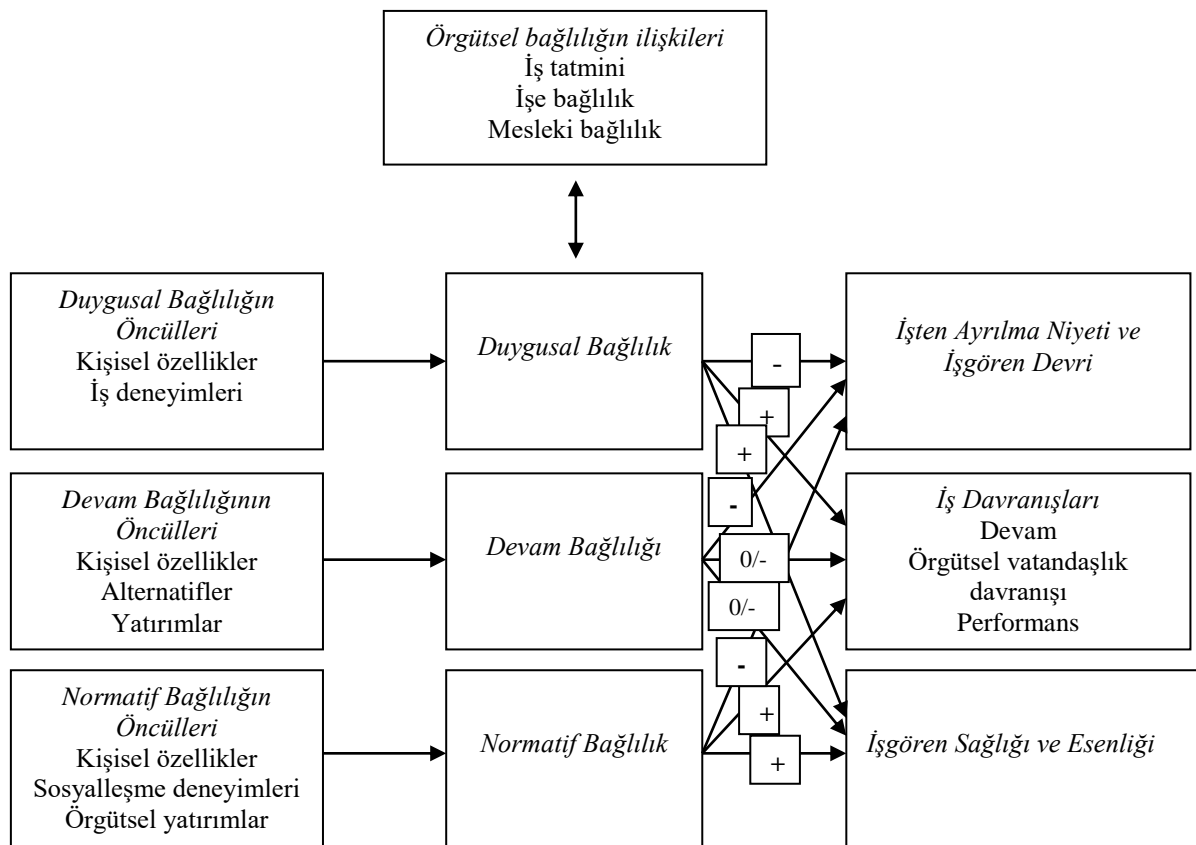 Örgütsel bağlılığın ilişkileri
İş tatmini
İşe bağlılık
Mesleki bağlılık
Duygusal Bağlılığın
Öncülleri
Kişisel özellikler
İş deneyimleri
Duygusal Bağlılık
-
+
+
İşten Ayrılma Niyeti ve
İşgören Devri
Devam Bağlılığının
Öncülleri
Kişisel özellikler
Alternatifler
Yatırımlar
Devam Bağlılığı
-
0/-
0/-
İş Davranışları
Devam
Örgütsel vatandaşlık
davranışı
Performans
Normatif Bağlılığın
Öncülleri
Kişisel özellikler
Sosyalleşme deneyimleri
Örgütsel yatırımlar
Normatif Bağlılık
-
+
+
İşgören Sağlığı ve Esenliği